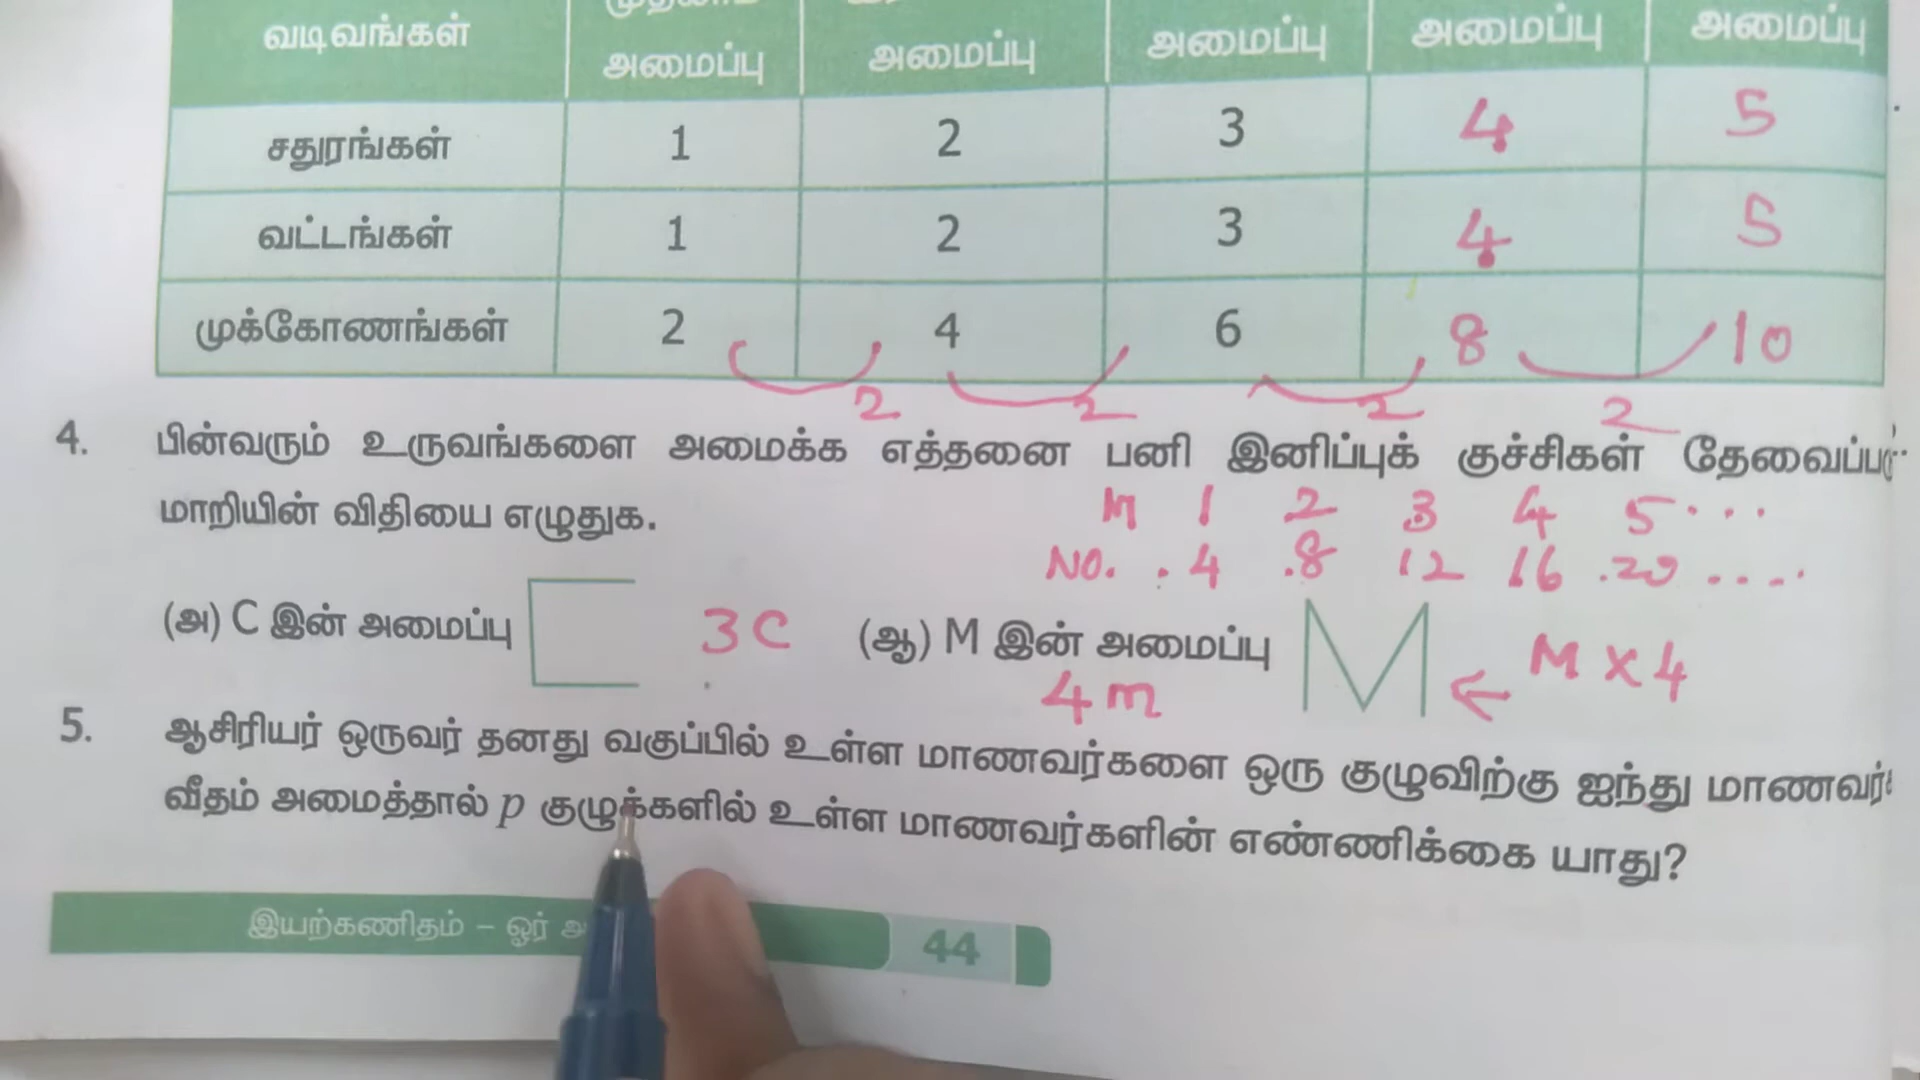 வடிவங்கள் அமைப்பு அமைப்பு அமைப்பு அமைப்பு அமைப்பு
சதுரங்கள் 1 2 3 4 5
வட்டங்கள் 1 2 3 4 5
முக்கோணங்கள் 2 4 6 8 10
2 2 2 2
4. பின்வரும் உருவங்களை அமைக்க எத்தனை பனி இனிப்புக் குச்சிகள்
மாறியின் விதியை எழுதுக.
M 1 2 3 4 5 ...
NO. 4 8 12 16 20 ....
(அ) C இன் அமைப்பு 3C (ஆ) M இன் அமைப்பு M M x 4
4m
5. ஆசிரியர் ஒருவர் தனது வகுப்பில் உள்ள மாணவர்களை ஒரு குழுவிற்கு ஐந்து
வீதம் அமைத்தால் p குழுக்களில் உள்ள மாணவர்களின் எண்ணிக்கை யாது?
இயற்கணிதம் – ஓர் 44